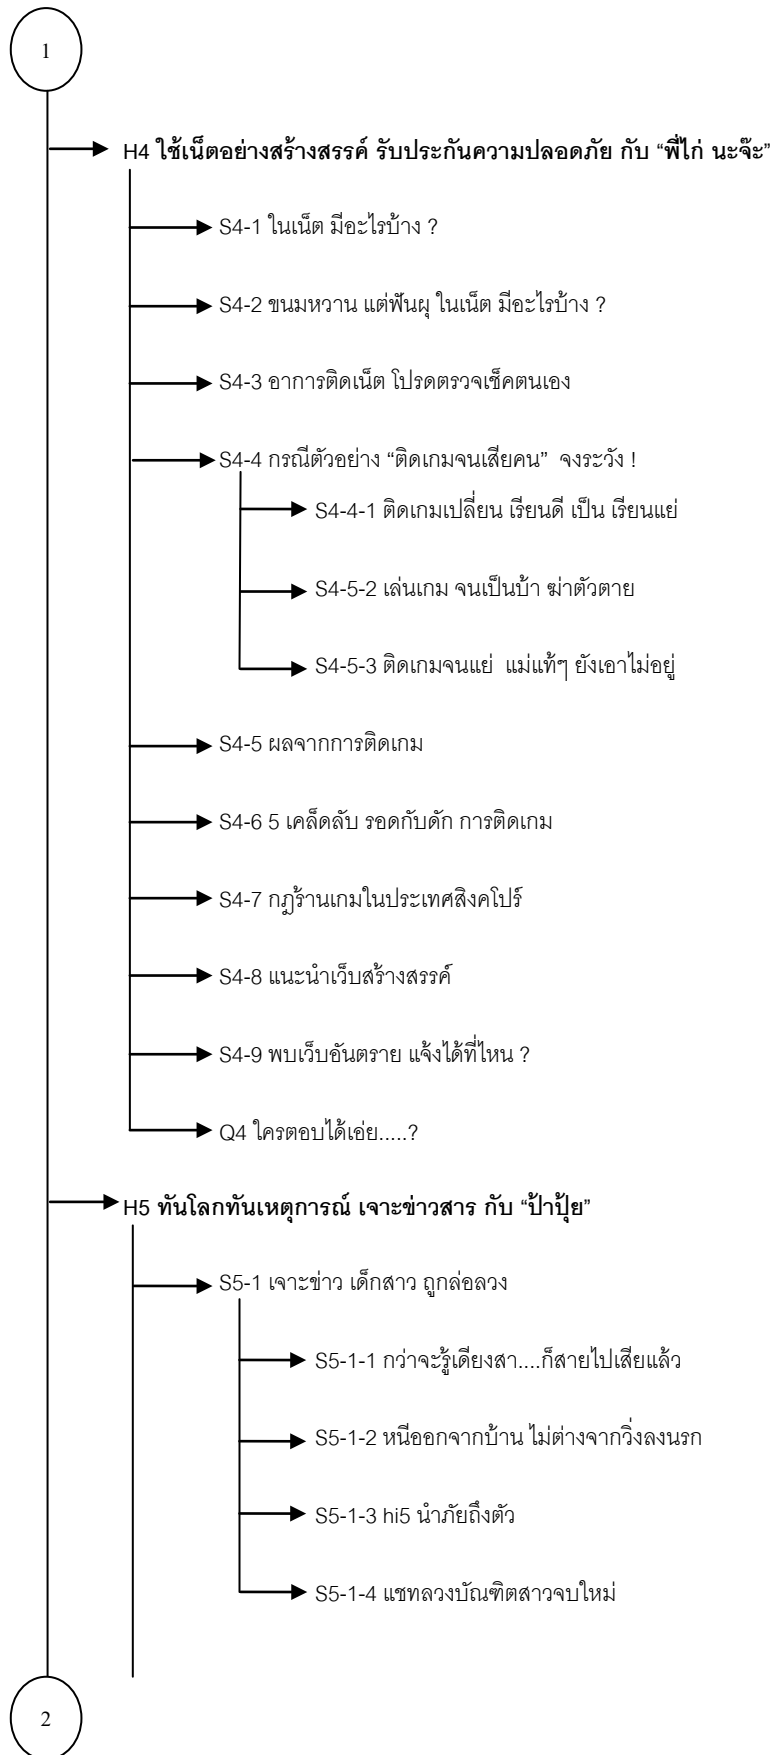 1
H4 ใช้เน็ตอย่างสร้างสรรค์ รับประกันความปลอดภัย กับ “พี่ไก่ นะจ๊ะ”
S4-1 ในเน็ต มีอะไรบ้าง ?
S4-2 ขนมหวาน แต่ฟันผุ ในเน็ต มีอะไรบ้าง ?
S4-3 อาการติดเน็ต โปรดตรวจเช็คตนเอง
S4-4 กรณีตัวอย่าง “ติดเกมจนเสียคน” จงระวัง !
S4-4-1 ติดเกมเปลี่ยน เรียนดี เป็น เรียนแย่
S4-5-2 เล่นเกม จนเป็นบ้า ฆ่าตัวตาย
S4-5-3 ติดเกมจนแย่ แม่แท้ๆ ยังเอาไม่อยู่
S4-5 ผลจากการติดเกม
S4-6 5 เคล็ดลับ รอดกับดัก การติดเกม
S4-7 กฎร้านเกมในประเทศสิงคโปร์
S4-8 แนะนำเว็บสร้างสรรค์
S4-9 พบเว็บอันตราย แจ้งได้ที่ไหน ?
Q4 ใครตอบได้เอ่ย.....?
H5 ทันโลกทันเหตุการณ์ เจาะข่าวสาร กับ “ป้าปุ้ย”
S5-1 เจาะข่าว เด็กสาว ถูกล่อลวง
S5-1-1 กว่าจะรู้เดียงสา....ก็สายไปเสียแล้ว
S5-1-2 หนีออกจากบ้าน ไม่ต่างจากวิ่งลงนรก
S5-1-3 hi5 นำภัยถึงตัว
S5-1-4 แชทลวงบัณฑิตสาวจบใหม่
2